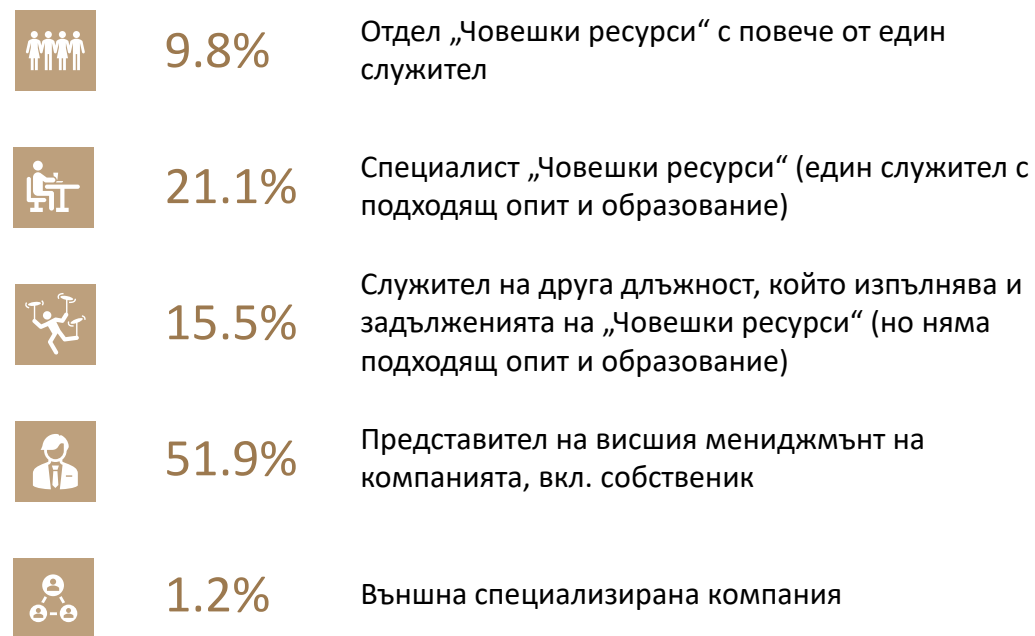 9.8%
Отдел „Човешки ресурси“ с повече от един
служител
21.1%
Специалист „Човешки ресурси“ (един служител с
подходящ опит и образование)
15.5%
Служител на друга длъжност, който изпълнява и
задълженията на „Човешки ресурси“ (но няма
подходящ опит и образование)
51.9%
Представител на висшия мениджмънт на
компанията, вкл. собственик
1.2%
Външна специализирана компания